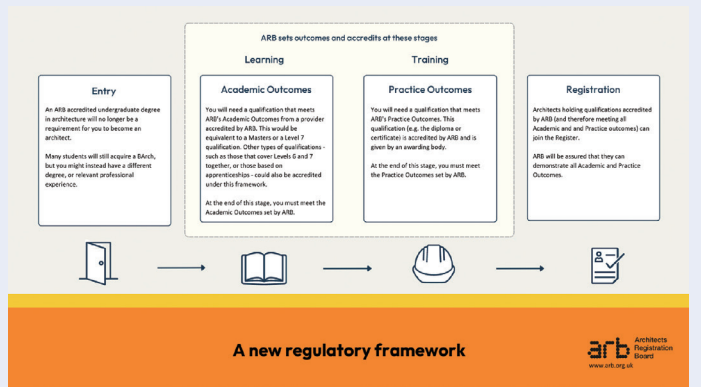 ARB sets outcomes and accredits at these stages
Learning
Training
Entry
An ARB accredited undergraduate degree
in architecture will no longer be a
requirement for you to become an
architect.
Many students will still acquire a BArch,
but you might instead have a different
degree, or relevant professional
experience.
Academic Outcomes
You will need a qualification that meets
ARB's Academic Outcomes from a provider
accredited by ARB. This would be
equivalent to a Masters or a Level 7
qualification. Other types of qualifications -
such as those that cover Levels 6 and 7
together, or those based on
apprenticeships - could also be accredited
under this framework.
At the end of this stage, you must meet the
Academic Outcomes set by ARB.
Practice Outcomes
You will need a qualification that meets
ARB's Practice Outcomes. This
qualification (e.g. the diploma or
certificate) is accredited by ARB and is
given by an awarding body.
At the end of this stage, you must meet
the Practice Outcomes set by ARB.
Registration
Architects holding qualifications accredited
by ARB (and therefore meeting all
Academic and and Practice outcomes) can
join the Register.
ARB will be assured that they can
demonstrate all Academic and Practice
Outcomes.
A new regulatory framework
arb
Architects
Registration
Board
www.arb.org.uk